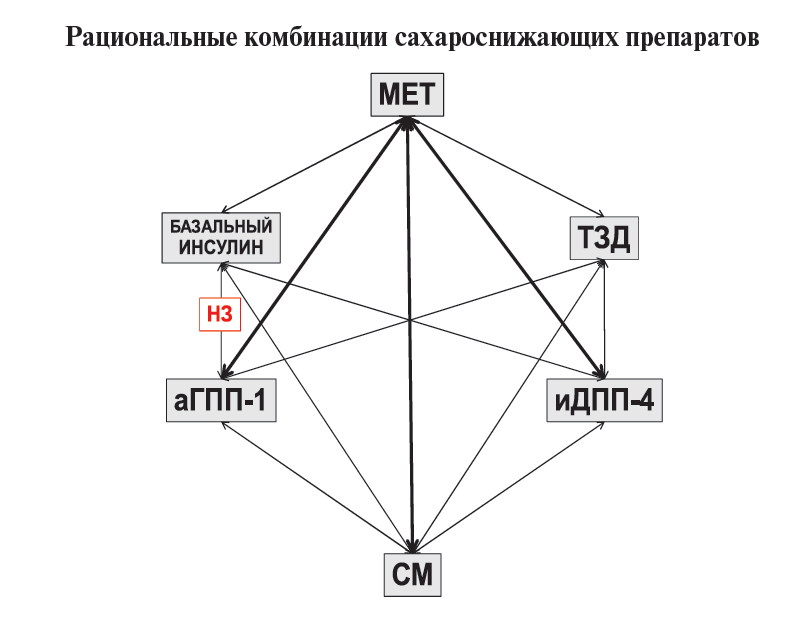 Рациональные комбинации сахароснижающих препаратов
МЕТ
БАЗАЛЬНЫЙ
ИНСУЛИН
ТЗД
НЗ
аГПП-1
иДПП-4
СМ